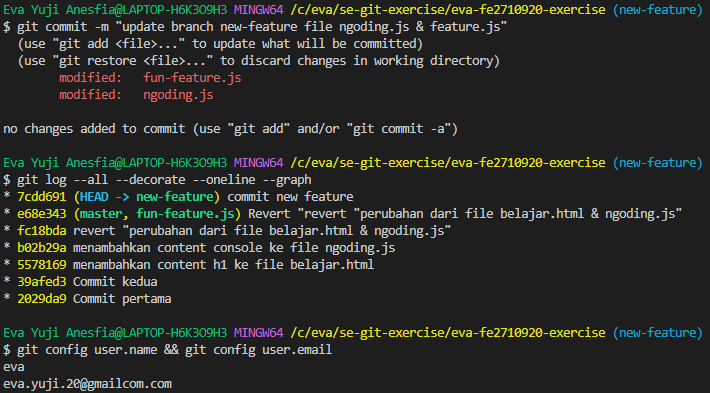 Eva Yuji Anesfia@LAPTOP-H6K3O9H3 MINGW64 /c/eva/se-git-exercise/eva-fe2710920-exercise (new-feature)
$ git commit -m "update branch new-feature file ngoding.js & feature.js"
  (use "git add <file>..." to update what will be committed)
  (use "git restore <file>..." to discard changes in working directory)
        modified:   fun-feature.js
        modified:   ngoding.js

no changes added to commit (use "git add" and/or "git commit -a")

Eva Yuji Anesfia@LAPTOP-H6K3O9H3 MINGW64 /c/eva/se-git-exercise/eva-fe2710920-exercise (new-feature)
$ git log --all --decorate --oneline --graph
* 7cdd691 (HEAD -> new-feature) commit new feature
* e68e343 (master, fun-feature.js) Revert "revert "perubahan dari file belajar.html & ngoding.js"
* fc18bda revert "perubahan dari file belajar.html & ngoding.js"
* b02b29a menambahkan content console ke file ngoding.js
* 5578169 menambahkan content h1 ke file belajar.html
* 39afed3 Commit kedua
* 2029da9 Commit pertama

Eva Yuji Anesfia@LAPTOP-H6K3O9H3 MINGW64 /c/eva/se-git-exercise/eva-fe2710920-exercise (new-feature)
$ git config user.name && git config user.email
eva
eva.yuji.20@gmailcom.com